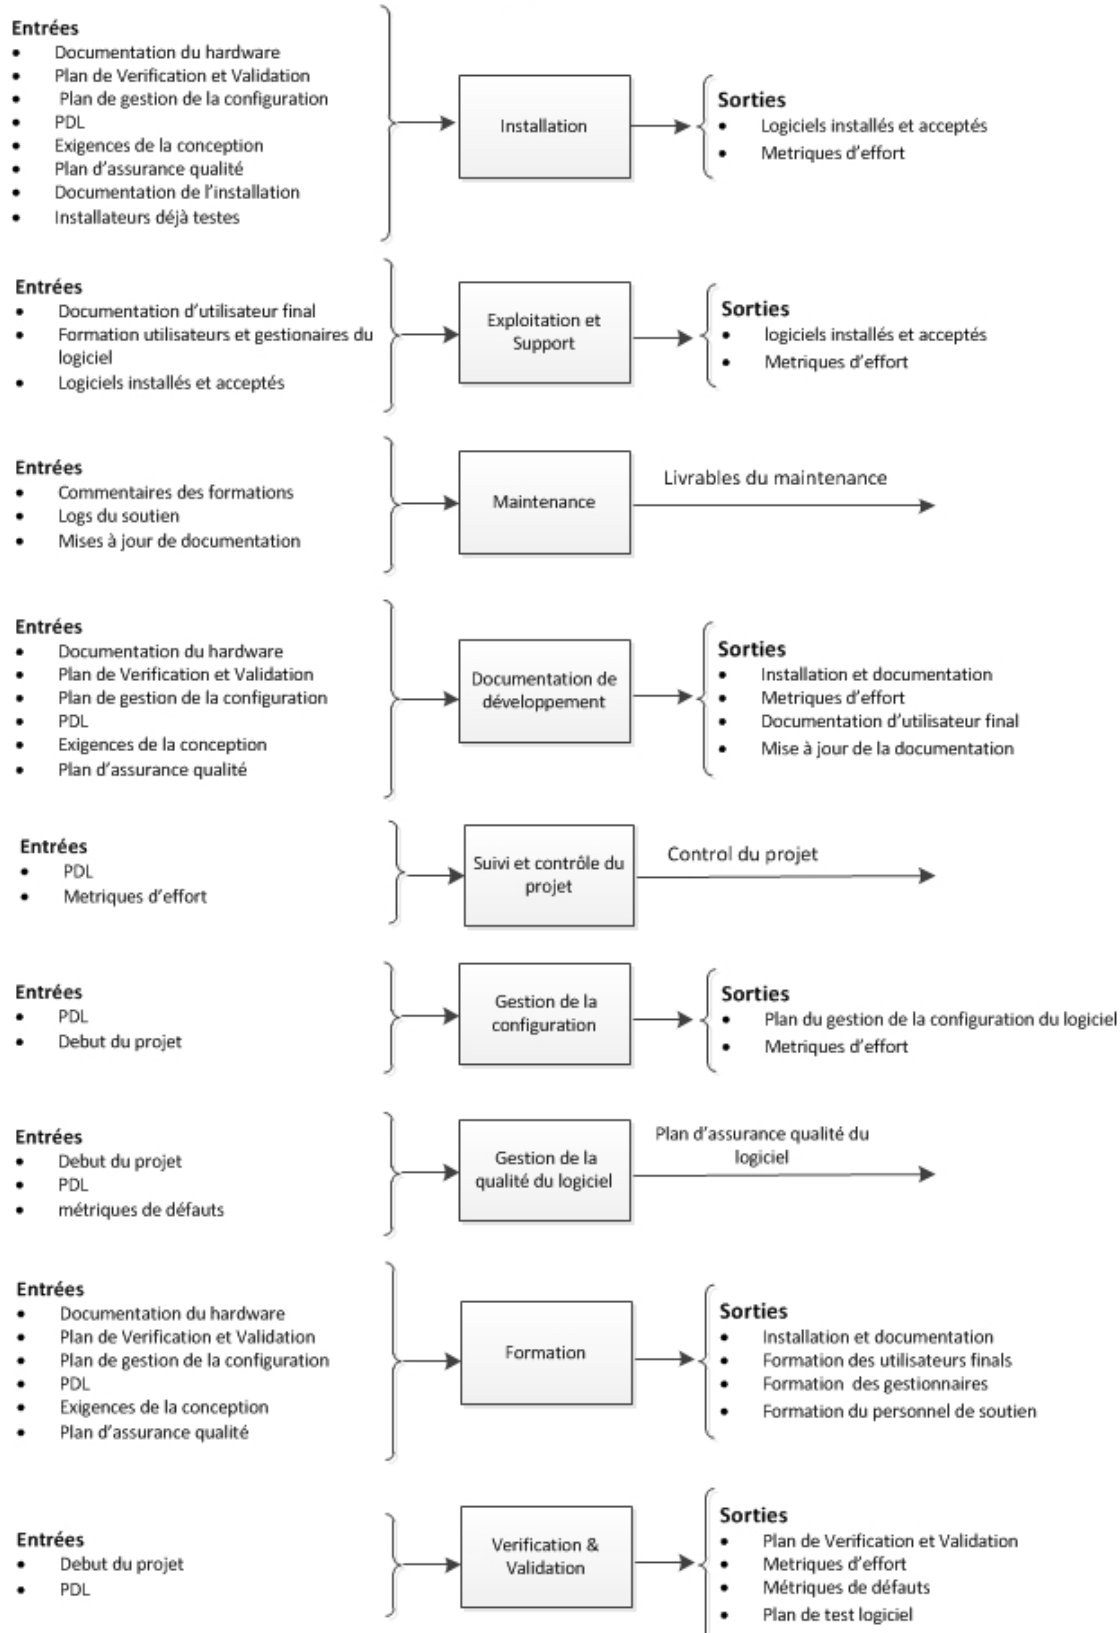 Entrées
• Documentation du hardware
• Plan de Verification et Validation
• Plan de gestion de la configuration
• PDL
• Exigences de la conception
• Plan d'assurance qualité
• Documentation de l'installation
• Installateurs déjà testes
Installation
Sorties
• Logiciels installés et acceptés
• Metriques d'effort
Entrées
• Documentation d'utilisateur final
• Formation utilisateurs et gestionaires du
logiciel
• Logiciels installés et acceptés
Exploitation et
Support
Sorties
• logiciels installés et acceptés
• Metriques d'effort
Entrées
• Commentaires des formations
• Logs du soutien
• Mises à jour de documentation
Maintenance
Livrables du maintenance
Entrées
• Documentation du hardware
• Plan de Verification et Validation
• Plan de gestion de la configuration
• PDL
• Exigences de la conception
• Plan d'assurance qualité
Documentation de
développement
Sorties
• Installation et documentation
• Metriques d'effort
• Documentation d'utilisateur final
• Mise à jour de la documentation
Entrées
• PDL
• Metriques d'effort
Suivi et contrôle du
projet
Control du projet
Entrées
• PDL
• Debut du projet
Gestion de la
configuration
Sorties
• Plan du gestion de la configuration du logiciel
• Metriques d'effort
Entrées
• Debut du projet
• PDL
• métriques de défauts
Gestion de la
qualité du logiciel
Plan d'assurance qualité du
logiciel
Entrées
• Documentation du hardware
• Plan de Verification et Validation
• Plan de gestion de la configuration
• PDL
• Exigences de la conception
• Plan d'assurance qualité
Formation
Sorties
• Installation et documentation
• Formation des utilisateurs finals
• Formation des gestionnaires
• Formation du personnel de soutien
Entrées
• Debut du projet
• PDL
Verification &
Validation
Sorties
• Plan de Verification et Validation
• Metriques d'effort
• Métriques de défauts
• Plan de test logiciel